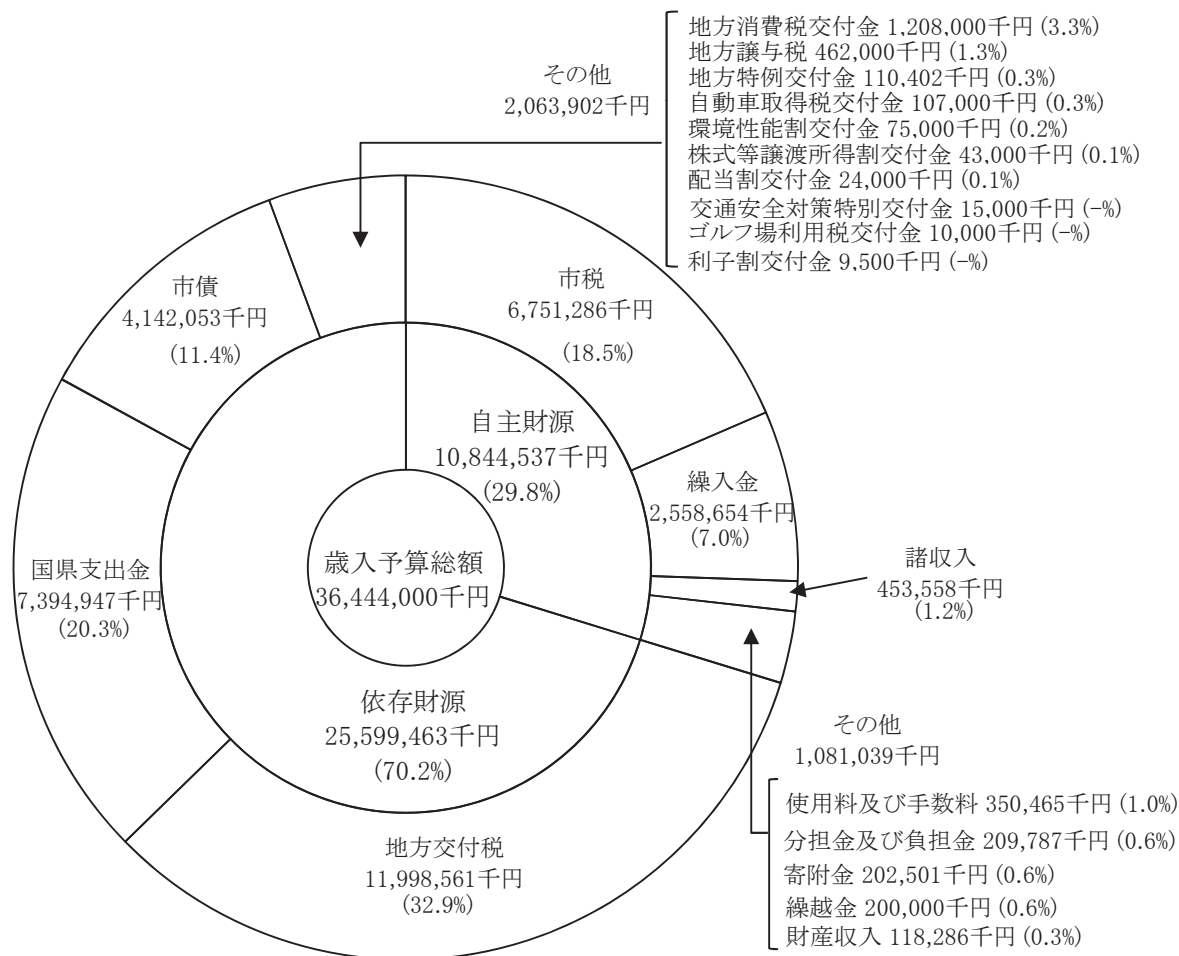 地方消費税交付金 1,208,000千円 (3.3%)
地方譲与税 462,000千円 (1.3%)
地方特例交付金 110,402千円 (0.3%)
自動車取得税交付金 107,000千円 (0.3%)
環境性能割交付金 75,000千円 (0.2%)
株式等譲渡所得割交付金 43,000千円 (0.1%)
配当割交付金 24,000千円 (0.1%)
交通安全対策特別交付金 15,000千円 (-%)
ゴルフ場利用税交付金 10,000千円 (-%)
利子割交付金 9,500千円 (-%)
その他
2,063,902千円
市債
4,142,053千円
(11.4%)
市税
6,751,286千円
(18.5%)
自主財源
10,844,537千円
(29.8%)
繰入金
2,558,654千円
(7.0%)
諸収入
453,558千円
(1.2%)
歳入予算総額
36,444,000千円
国県支出金
7,394,947千円
(20.3%)
依存財源
25,599,463千円
(70.2%)
地方交付税
11,998,561千円
(32.9%)
その他
1,081,039千円
使用料及び手数料 350,465千円 (1.0%)
分担金及び負担金 209,787千円 (0.6%)
寄附金 202,501千円 (0.6%)
繰越金 200,000千円 (0.6%)
財産収入 118,286千円 (0.3%)